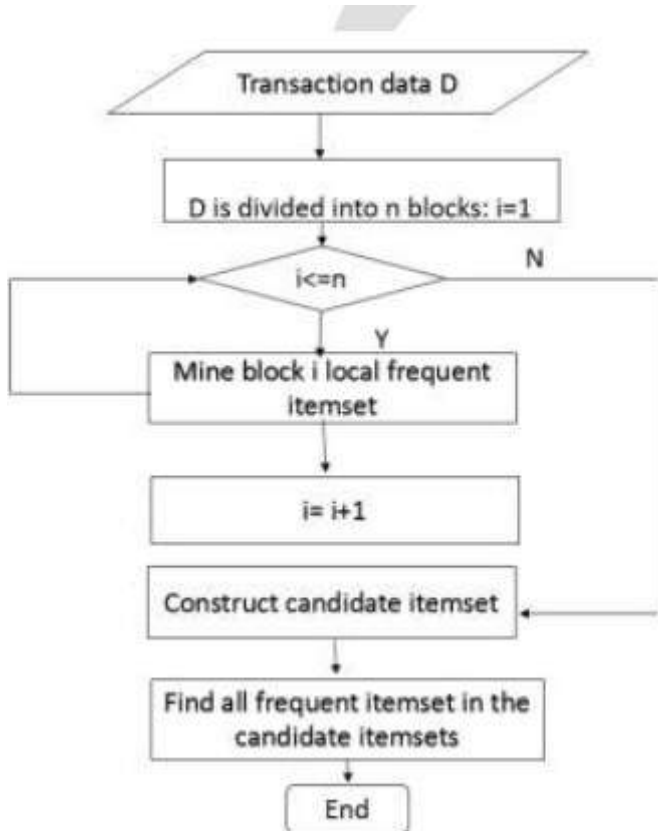 Transaction data D
D is divided into n blocks: i=1
N
i<=n
Y
Mine block i local frequent
itemset
i= i+1
Construct candidate itemset
Find all frequent itemset in the
candidate itemsets
End